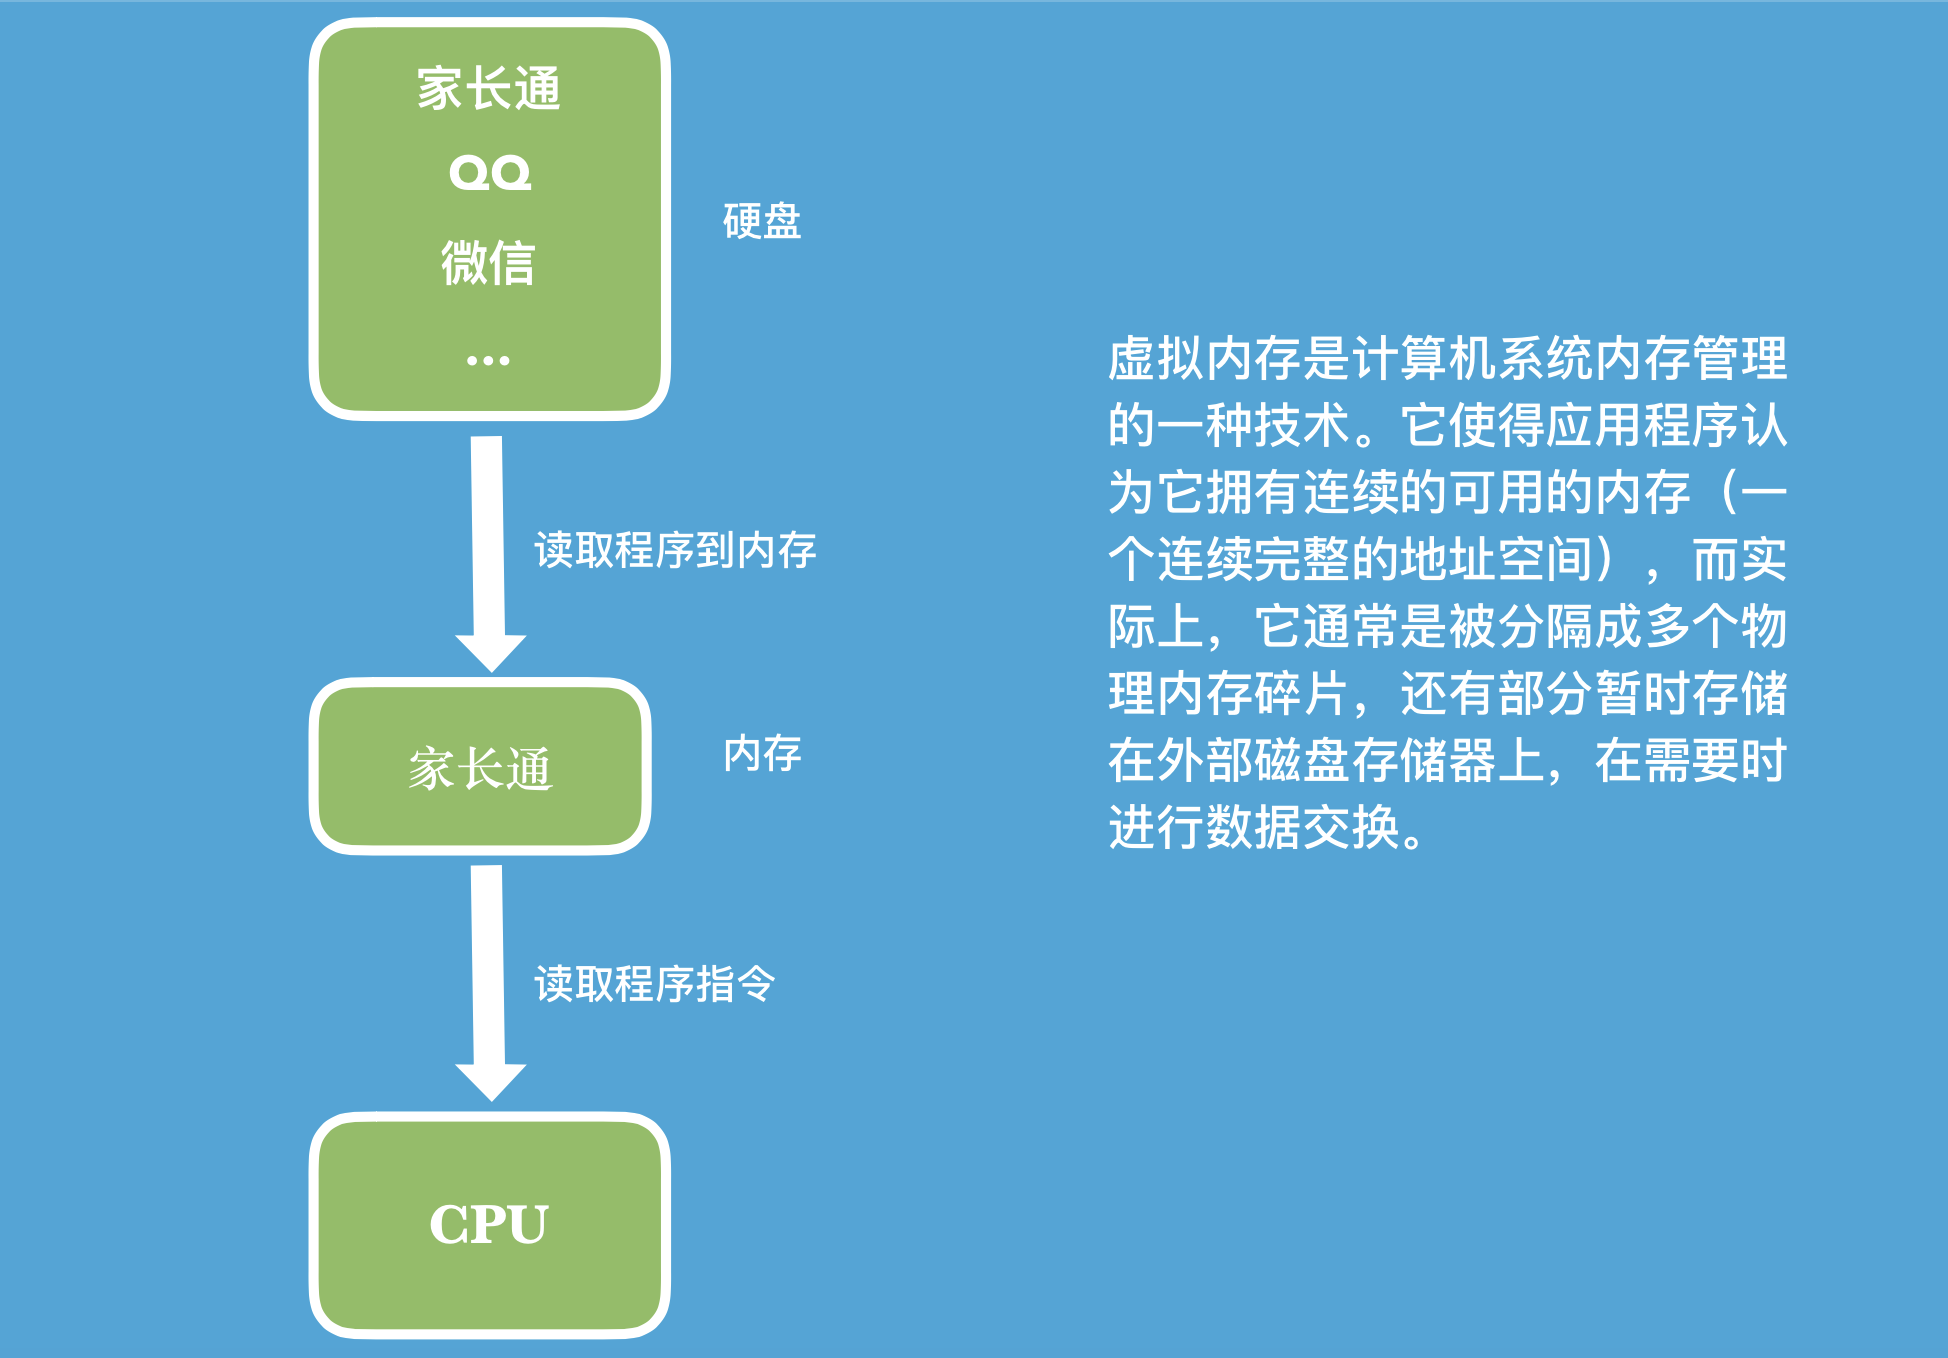 家长通
QQ
微信
...
硬盘
读取程序到内存
家长通
内存
读取程序指令
CPU
虚拟内存是计算机系统内存管理
的一种技术。它使得应用程序认
为它拥有连续的可用的内存（一
个连续完整的地址空间），而实
际上，它通常是被分隔成多个物
理内存碎片，还有部分暂时存储
在外部磁盘存储器上，在需要时
进行数据交换。